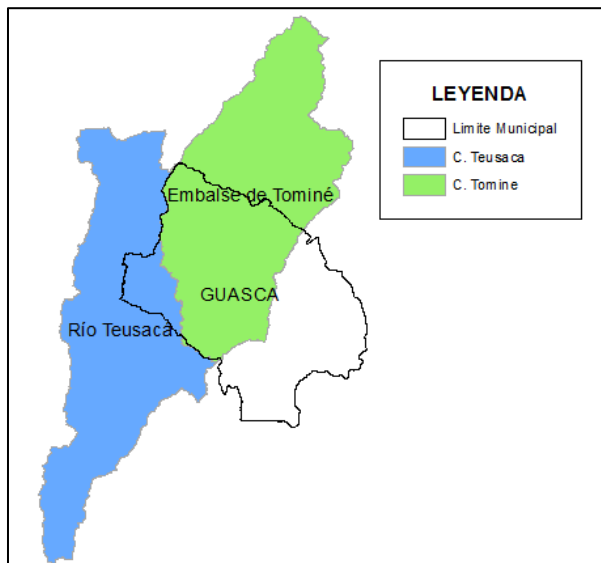 LEYENDA
Limite Municipal
C. Teusaca
C. Tomine
Embalse de Tominé
GUASCA
Río Teusacá